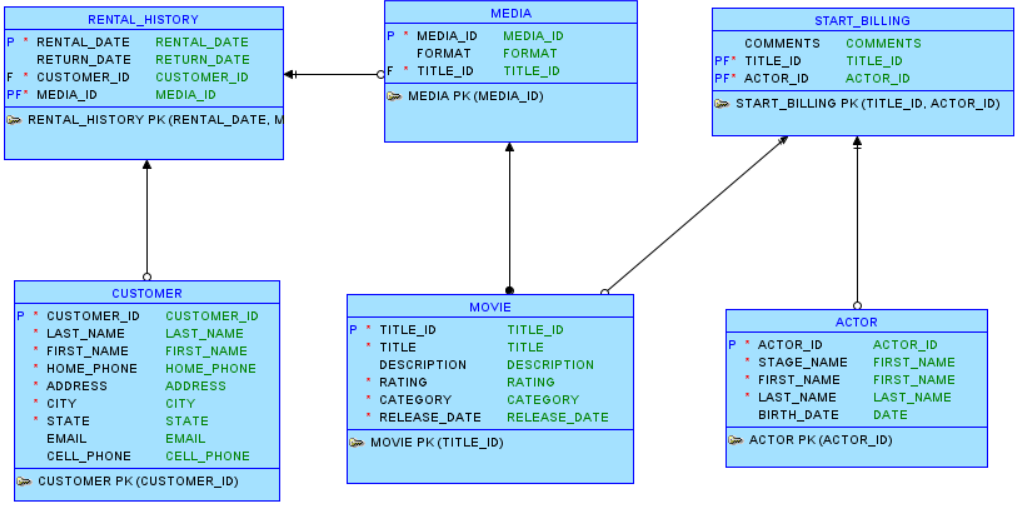 RENTAL_HISTORY
P * RENTAL_DATE RENTAL_DATE
RETURN_DATE RETURN_DATE
F * CUSTOMER_ID CUSTOMER_ID
PF* MEDIA_ID MEDIA_ID
RENTAL_HISTORY PK (RENTAL_DATE, M
MEDIA
P * MEDIA_ID MEDIA_ID
FORMAT FORMAT
F * TITLE_ID TITLE_ID
MEDIA PK (MEDIA_ID)
START_BILLING
COMMENTS COMMENTS
PF* TITLE_ID TITLE_ID
PF* ACTOR_ID ACTOR_ID
START_BILLING PK (TITLE_ID, ACTOR_ID)
CUSTOMER
P * CUSTOMER_ID CUSTOMER_ID
* LAST_NAME LAST_NAME
* FIRST_NAME FIRST_NAME
* HOME_PHONE HOME_PHONE
* ADDRESS ADDRESS
* CITY CITY
* STATE STATE
EMAIL EMAIL
CELL_PHONE CELL_PHONE
CUSTOMER PK (CUSTOMER_ID)
MOVIE
P * TITLE_ID TITLE_ID
* TITLE TITLE
DESCRIPTION DESCRIPTION
* RATING RATING
* CATEGORY CATEGORY
* RELEASE_DATE RELEASE_DATE
MOVIE PK (TITLE_ID)
ACTOR
P * ACTOR_ID ACTOR_ID
* STAGE_NAME FIRST_NAME
* FIRST_NAME FIRST_NAME
* LAST_NAME LAST_NAME
BIRTH_DATE DATE
ACTOR PK (ACTOR_ID)